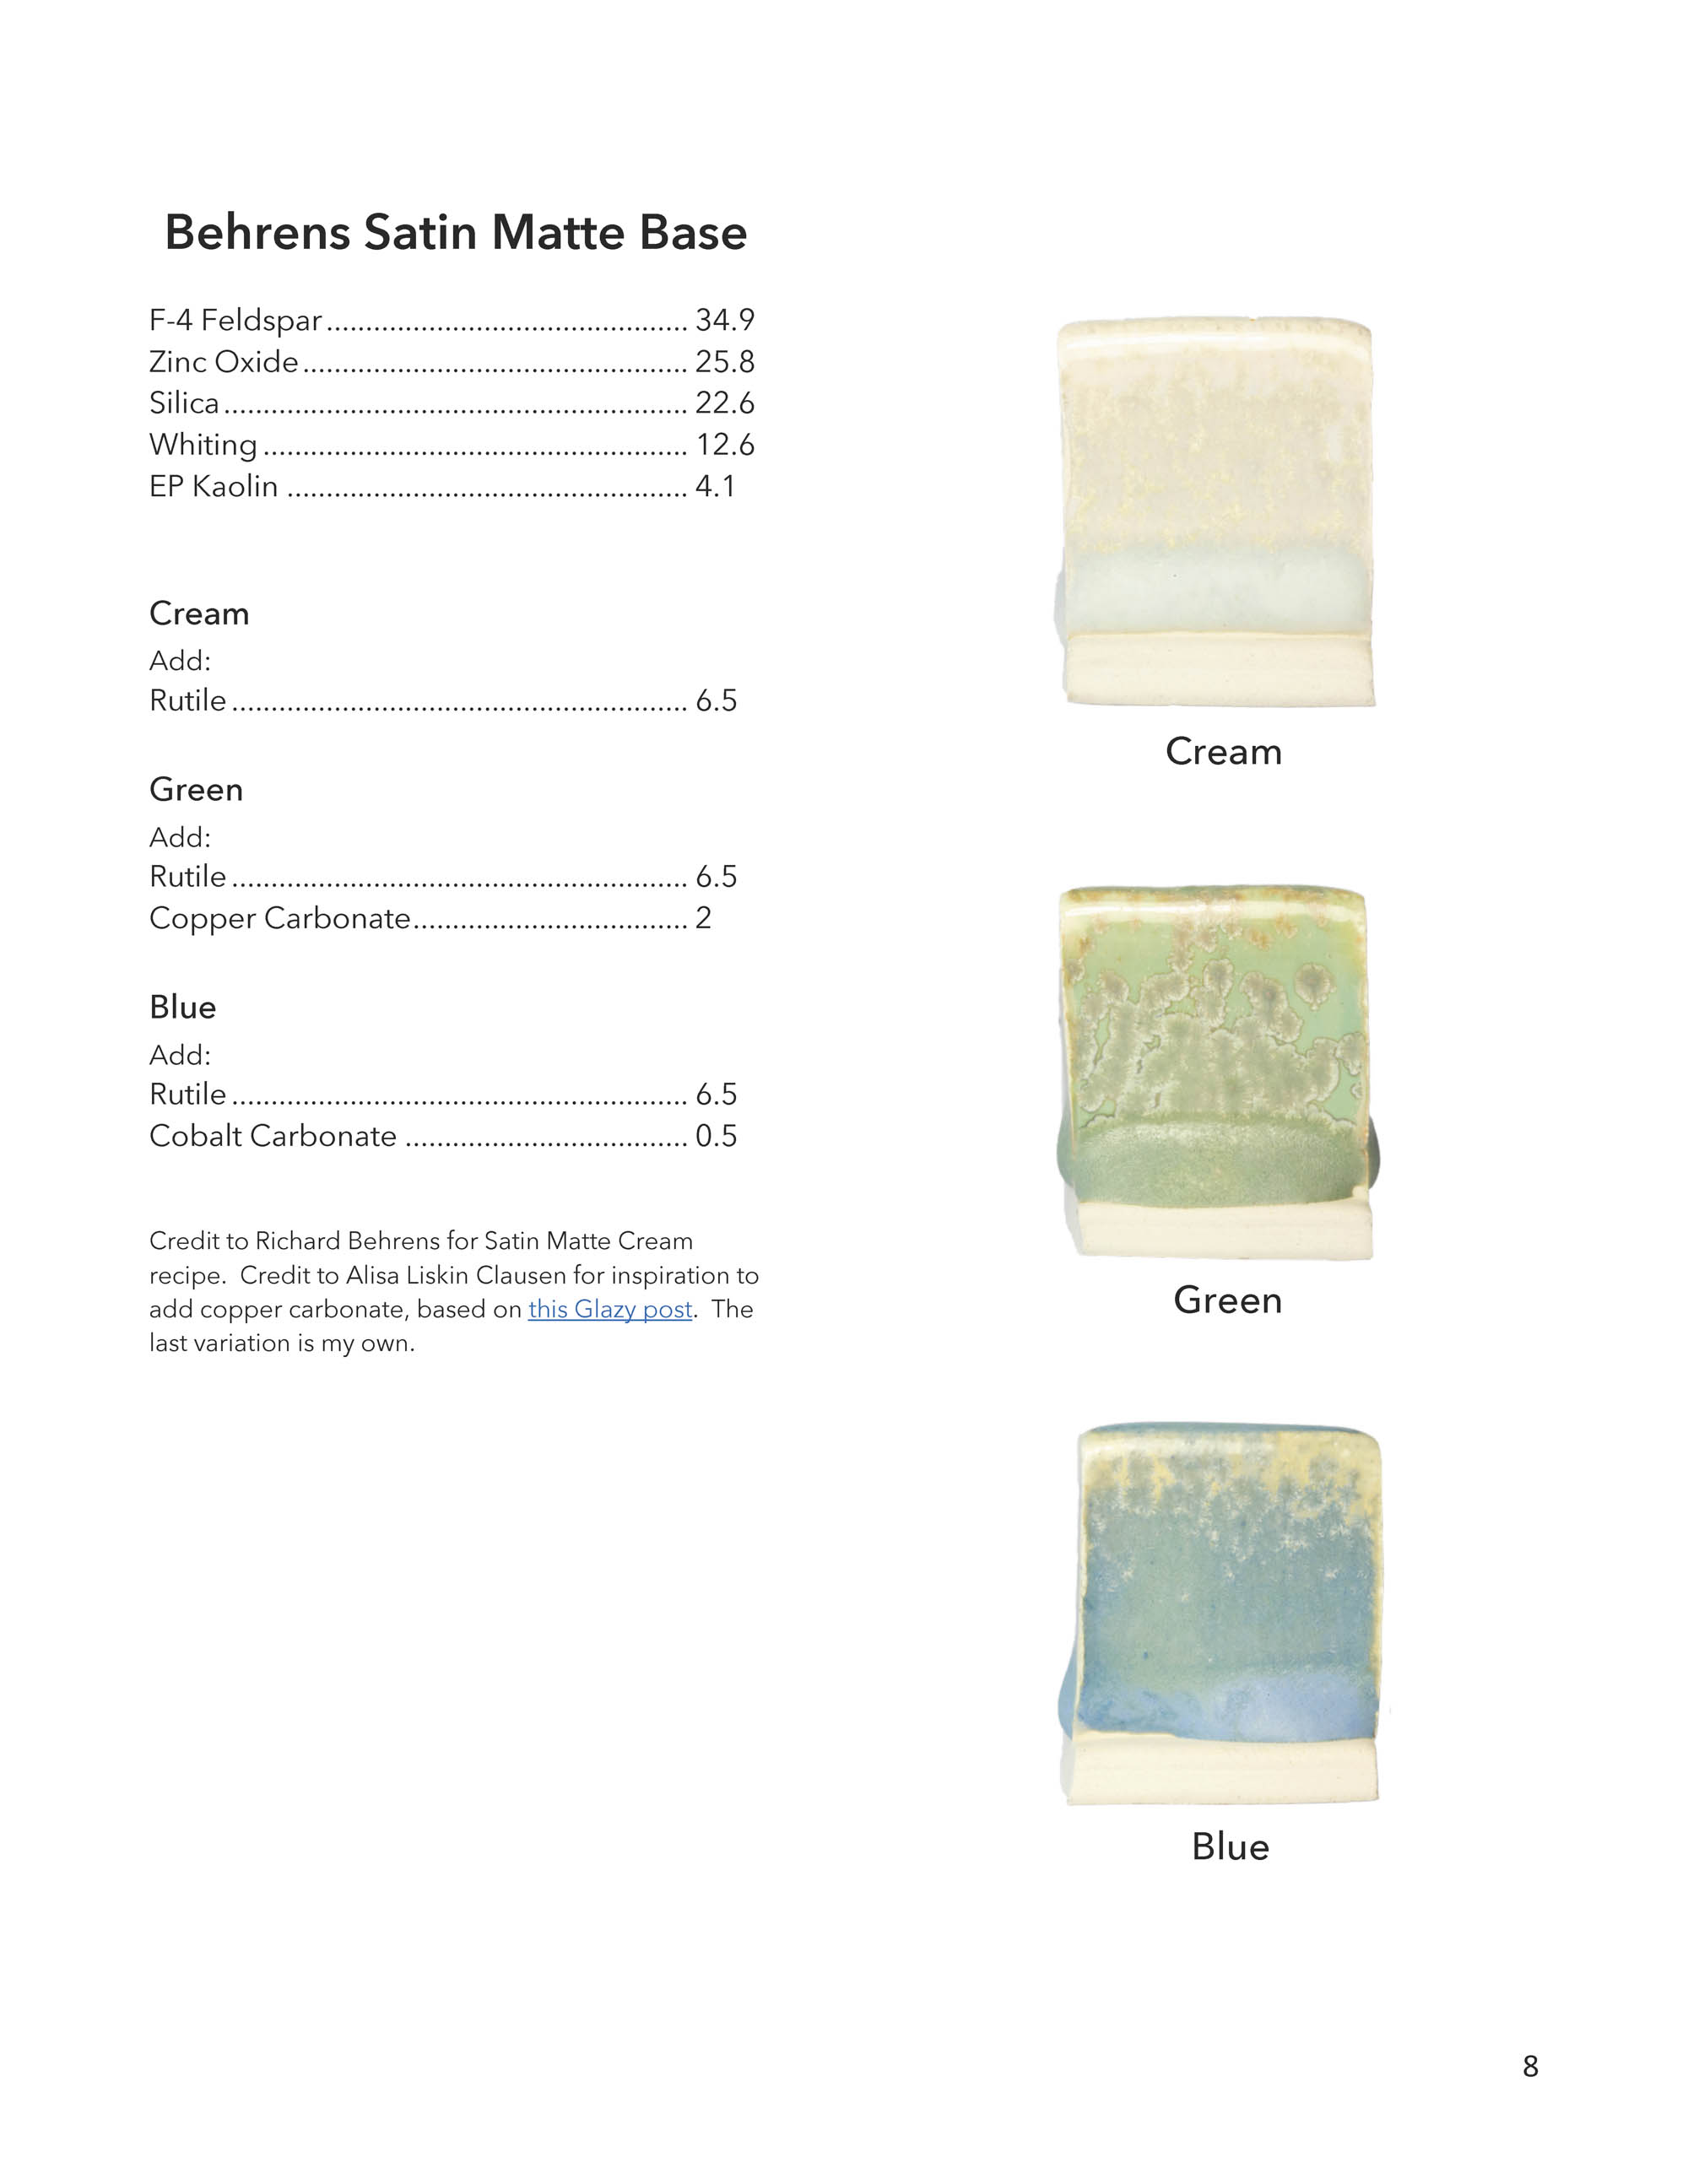 Behrens Satin Matte Base
F-4 Feldspar.............................................. 34.9
Zinc Oxide................................................. 25.8
Silica........................................................... 22.6
Whiting...................................................... 12.6
EP Kaolin ................................................... 4.1
Cream
Add:
Rutile.......................................................... 6.5
Green
Add:
Rutile.......................................................... 6.5
Copper Carbonate................................... 2
Blue
Add:
Rutile.......................................................... 6.5
Cobalt Carbonate .................................... 0.5
Credit to Richard Behrens for Satin Matte Cream
recipe.  Credit to Alisa Liskin Clausen for inspiration to
add copper carbonate, based on this Glazy post.  The
last variation is my own.
Cream
Green
Blue
8